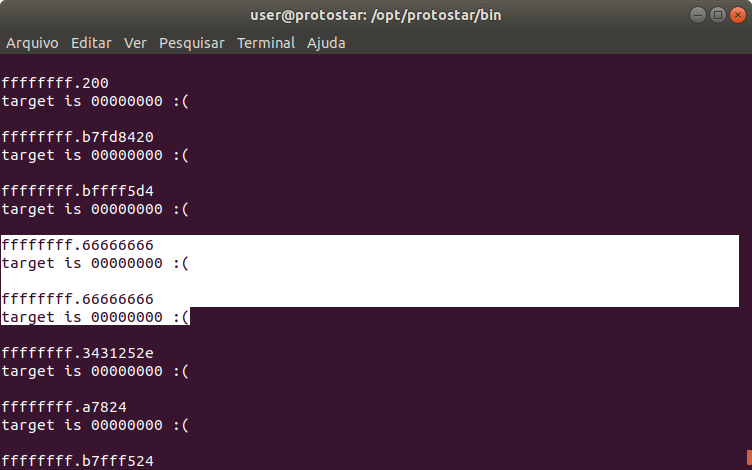 user@protostar: /opt/protostar/bin
Arquivo Editar Ver Pesquisar Terminal Ajuda
ffffffff.200
target is 00000000 :(
ffffffff.b7fd8420
target is 00000000 :(
ffffffff.bffff5d4
target is 00000000 :(
ffffffff.66666666
target is 00000000 :(
ffffffff.66666666
target is 00000000 :(
ffffffff.3431252e
target is 00000000 :(
ffffffff.a7824
target is 00000000 :(
ffffffff.b7fff524